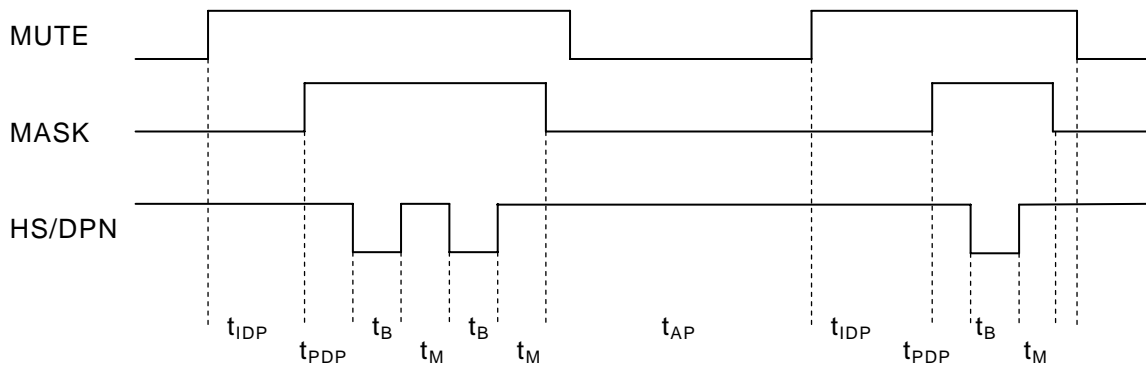 MUTE
MASK
HS/DPN
tIDP tB tB tAP tIDP tB
tPDP tM tM tPDP tM